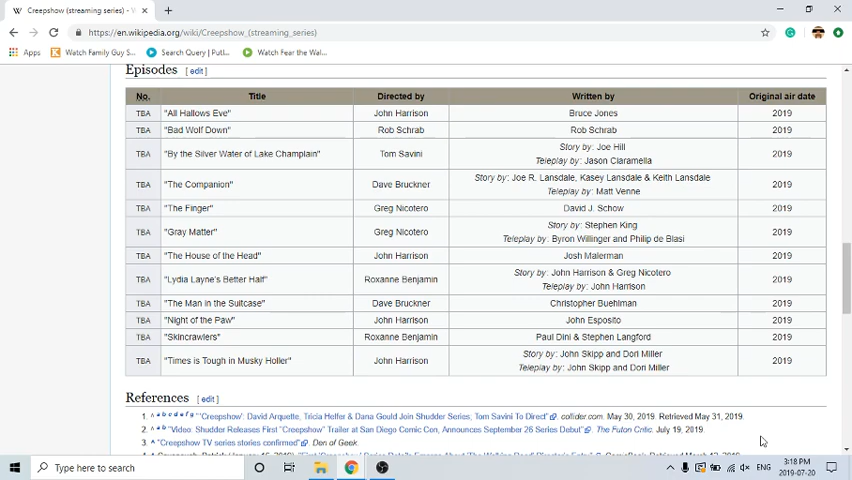 Creepshow (streaming series) - W
https://en.wikipedia.org/wiki/Creepshow_(streaming_series)
Apps Watch Family Guy S... Search Query | Putl... Watch Fear the Wal...
Episodes [edit]
No. Title Directed by Written by Original air date
TBA "All Hallows Eve" John Harrison Bruce Jones 2019
TBA "Bad Wolf Down" Rob Schrab Rob Schrab 2019
TBA "By the Silver Water of Lake Champlain" Tom Savini Story by: Joe Hill 2019
Teleplay by: Jason Ciaramella
TBA "The Companion" Dave Bruckner Story by: Joe R. Lansdale, Kasey Lansdale & Keith Lansdale 2019
Teleplay by: Matt Venne
TBA "The Finger" Greg Nicotero David J. Schow 2019
TBA "Gray Matter" Greg Nicotero Story by: Stephen King 2019
Teleplay by: Byron Willinger and Philip de Blasi
TBA "The House of the Head" John Harrison Josh Malerman 2019
TBA "Lydia Layne's Better Half" Roxanne Benjamin Story by: John Harrison & Greg Nicotero 2019
Teleplay by: John Harrison
TBA "The Man in the Suitcase" Dave Bruckner Christopher Buehlman 2019
TBA "Night of the Paw" John Harrison John Esposito 2019
TBA "Skincrawlers" Roxanne Benjamin Paul Dini & Stephen Langford 2019
TBA "Times is Tough in Musky Holler" John Harrison Story by: John Skipp and Dori Miller 2019
Teleplay by: John Skipp and Dori Miller
References [edit]
1. ^ a b c d e f g "'Creepshow': David Arquette, Tricia Helfer & Dana Gould Join Shudder Series, Tom Savini To Direct". collider.com. May 30, 2019. Retrieved May 31, 2019.
2. ^ a b "Video: Shudder Releases First "Creepshow" Trailer at San Diego Comic Con, Announces September 26 Series Debut". The Futon Critic. July 19, 2019.
3. ^ "Creepshow TV series stories confirmed". Den of Geek.
Type here to search
ENG 3:18 PM
2019-07-20